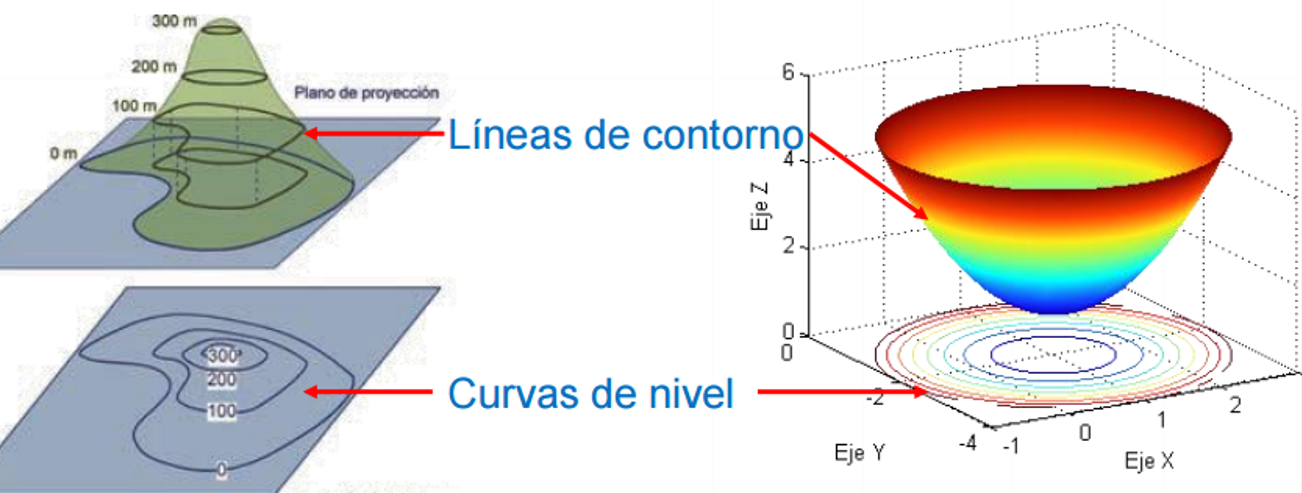 300 m
200 m
Plano de proyección
100 m
0 m
Líneas de contorno
300
200
100
0
Curvas de nivel
6
4
2
0
Eje Z
0
-2
-4
Eje Y
-1
0
1
2
Eje X